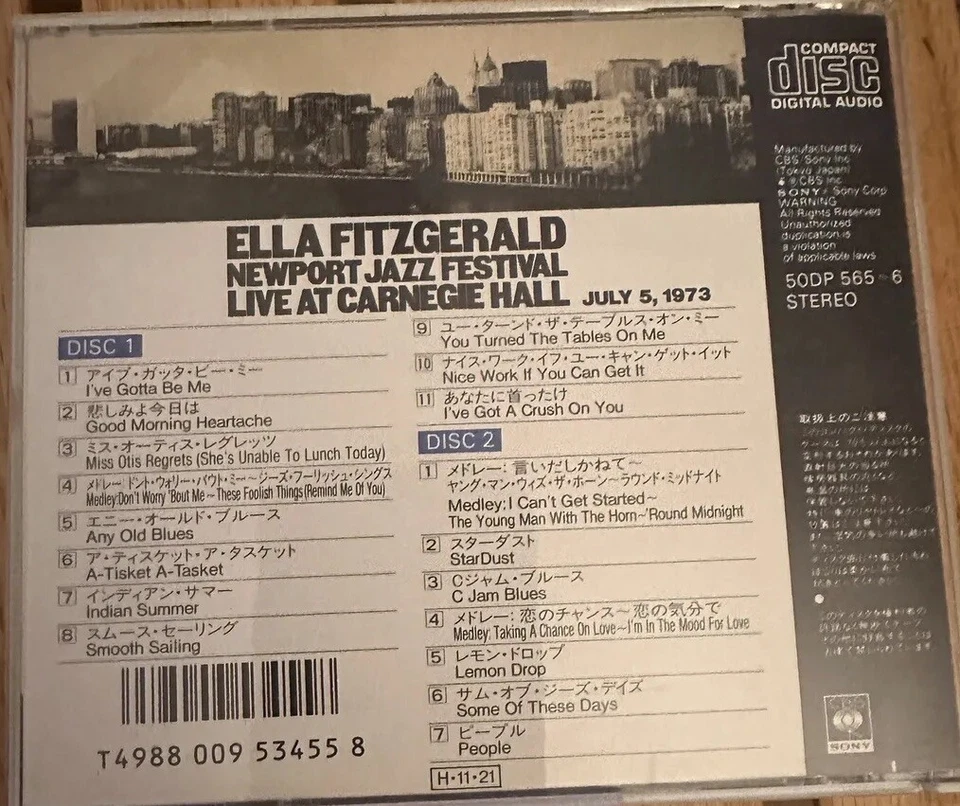 COMPACT
disc
DIGITAL AUDIO
Manufactured by
CBS/Sony Inc.
(Tokyo Japan)
CBS Inc.
SONY Sony Corp
WARNING
All Rights Reserved
Unauthorized
duplication is
a violation
of applicable laws
50DP 565~6
STEREO
ELLA FITZGERALD
NEWPORT JAZZ FESTIVAL
LIVE AT CARNEGIE HALL JULY 5, 1973
DISC 1
1 アイブ・ガッタ・ビー・ミー
I've Gotta Be Me
2 悲しみよ今日は
Good Morning Heartache
3 ミス・オーティス・レグレッツ
Miss Otis Regrets (She's Unable To Lunch Today)
4 メドレー ドント・ウォリー・バウト・ミー～ジーズ・フーリッシュ・シングス
Medley:Don't Worry 'Bout Me～These Foolish Things(Remind Me Of You)
5 エニー・オールド・ブルース
Any Old Blues
6 ア・ティスケット・ア・タスケット
A-Tisket A-Tasket
7 インディアン・サマー
Indian Summer
8 スムース・セーリング
Smooth Sailing
9 ユー・ターンド・ザ・テーブルス・オン・ミー
You Turned The Tables On Me
10 ナイス・ワーク・イフ・ユー・キャン・ゲット・イット
Nice Work If You Can Get It
11 あなたに首ったけ
I've Got A Crush On You
DISC 2
1 メドレー：言いだしかねて～
ヤング・マン・ウィズ・ザ・ホーン～ラウンド・ミッドナイト
Medley: I Can't Get Started～
The Young Man With The Horn～'Round Midnight
2 スターダスト
StarDust
3 Cジャム・ブルース
C Jam Blues
4 メドレー：恋のチャンス～恋の気分で
Medley: Taking A Chance On Love～I'm In The Mood For Love
5 レモン・ドロップ
Lemon Drop
6 サム・オブ・ジーズ・デイズ
Some Of These Days
7 ピープル
People
H・11・21
T4988 009 53455 8
取扱上のご注意
CBS
SONY